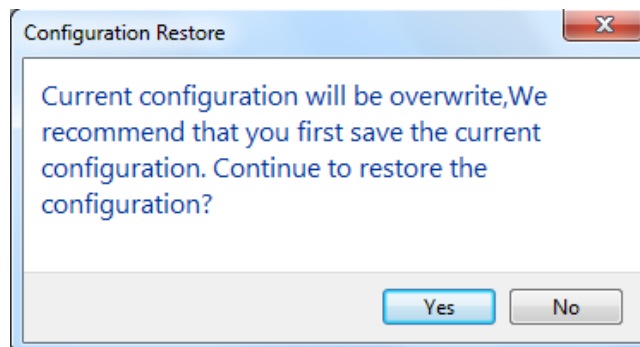 Configuration Restore
Current configuration will be overwrite,We
recommend that you first save the current
configuration. Continue to restore the
configuration?
Yes
No